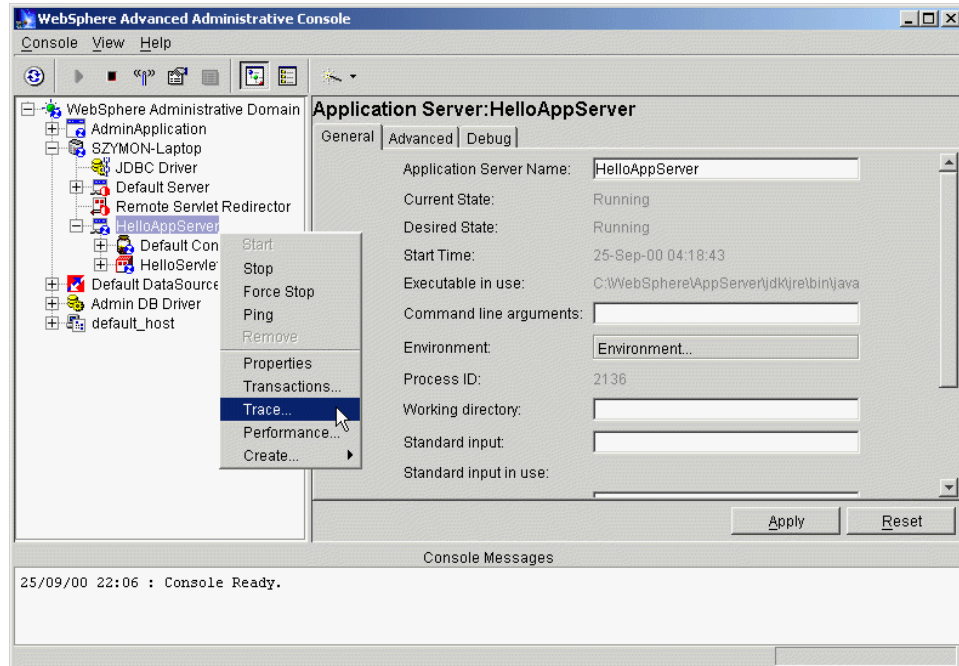 WebSphere Advanced Administrative Console
Console View Help
WebSphere Administrative Domain
AdminApplication
SZYMON-Laptop
JDBC Driver
Default Server
Remote Servlet Redirector
HelloAppServer
Default Con
HelloServle
Default DataSource
Admin DB Driver
default_host
Start
Stop
Force Stop
Ping
Remove
Properties
Transactions...
Trace...
Performance...
Create...
Application Server:HelloAppServer
General Advanced Debug
Application Server Name: HelloAppServer
Current State: Running
Desired State: Running
Start Time: 25-Sep-00 04:18:43
Executable in use: C:\WebSphere\AppServer\jdk\jre\bin\java
Command line arguments:
Environment: Environment...
Process ID: 2136
Working directory:
Standard input:
Standard input in use:
Apply Reset
Console Messages
25/09/00 22:06 : Console Ready.